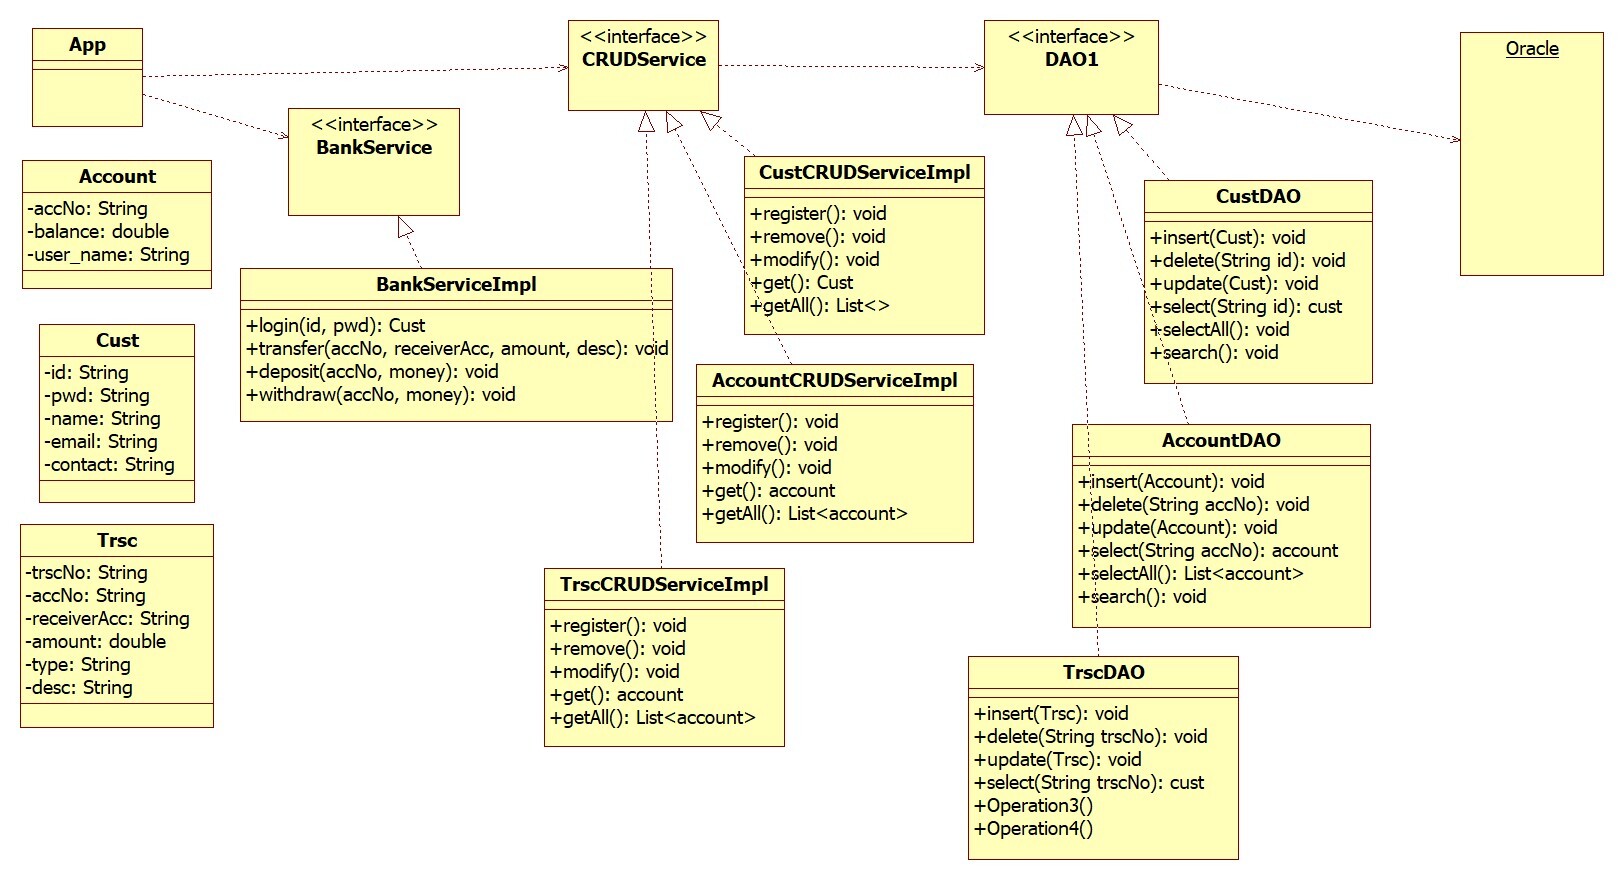 App
<<interface>>
CRUDService
<<interface>>
DAO1
Oracle
<<interface>>
BankService
Account
-accNo: String
-balance: double
-user_name: String
CustCRUDServiceImpl
+register(): void
+remove(): void
+modify(): void
+get(): Cust
+getAll(): List<>
CustDAO
+insert(Cust): void
+delete(String id): void
+update(Cust): void
+select(String id): cust
+selectAll(): void
+search(): void
BankServiceImpl
+login(id, pwd): Cust
+transfer(accNo, receiverAcc, amount, desc): void
+deposit(accNo, money): void
+withdraw(accNo, money): void
Cust
-id: String
-pwd: String
-name: String
-email: String
-contact: String
AccountCRUDServiceImpl
+register(): void
+remove(): void
+modify(): void
+get(): account
+getAll(): List<account>
AccountDAO
+insert(Account): void
+delete(String accNo): void
+update(Account): void
+select(String accNo): account
+selectAll(): List<account>
+search(): void
Trsc
-trscNo: String
-accNo: String
-receiverAcc: String
-amount: double
-type: String
-desc: String
TrscCRUDServiceImpl
+register(): void
+remove(): void
+modify(): void
+get(): account
+getAll(): List<account>
TrscDAO
+insert(Trsc): void
+delete(String trscNo): void
+update(Trsc): void
+select(String trscNo): cust
+Operation3()
+Operation4()